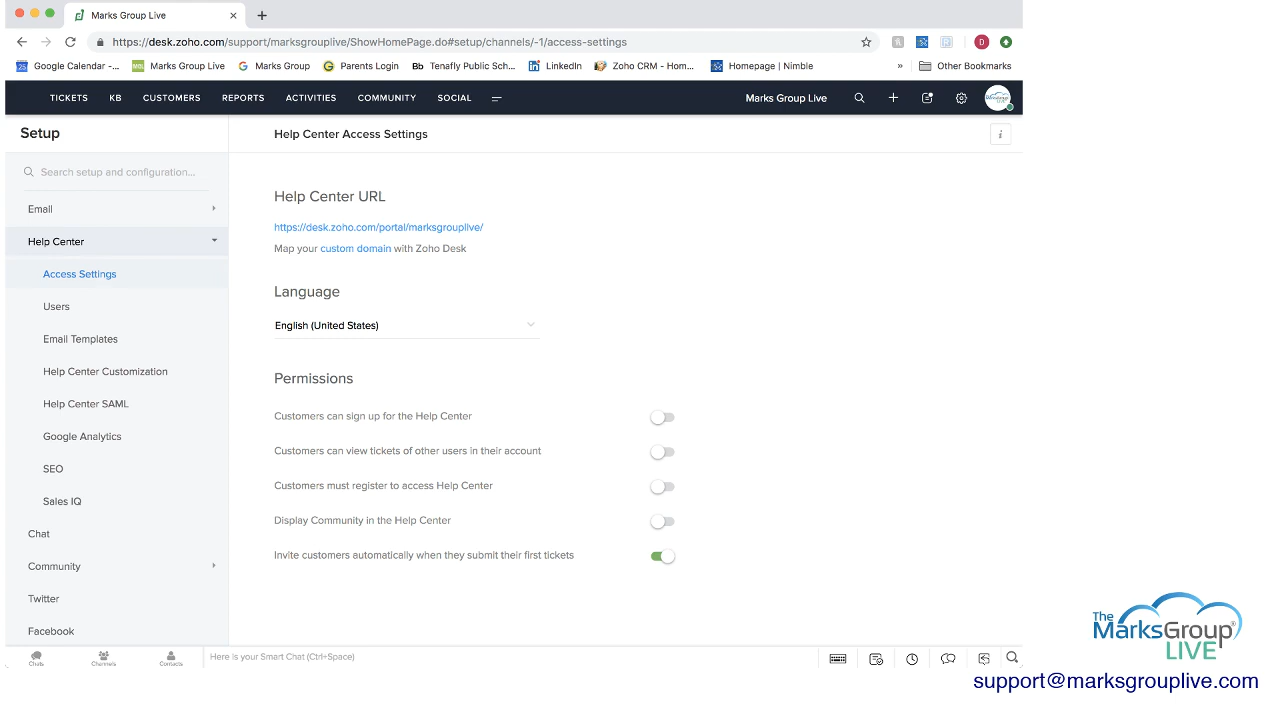 Marks Group Live
https://desk.zoho.com/support/marksgrouplive/ShowHomePage.do#setup/channels/-1/access-settings
Google Calendar -... Marks Group Live Marks Group Parents Login Bb Tenafly Public Sch... LinkedIn Zoho CRM - Hom... Homepage | Nimble » Other Bookmarks
TICKETS KB CUSTOMERS REPORTS ACTIVITIES COMMUNITY SOCIAL Marks Group Live
Setup
Help Center Access Settings
Search setup and configuration...
Email
Help Center
Access Settings
Users
Email Templates
Help Center Customization
Help Center SAML
Google Analytics
SEO
Sales IQ
Chat
Community
Twitter
Facebook
Help Center URL
https://desk.zoho.com/portal/marksgrouplive/
Map your custom domain with Zoho Desk
Language
English (United States)
Permissions
Customers can sign up for the Help Center
Customers can view tickets of other users in their account
Customers must register to access Help Center
Display Community in the Help Center
Invite customers automatically when they submit their first tickets
Chats Channels Contacts Here is your Smart Chat (Ctrl+Space)
The
MarksGroup
LIVE
support@marksgrouplive.com